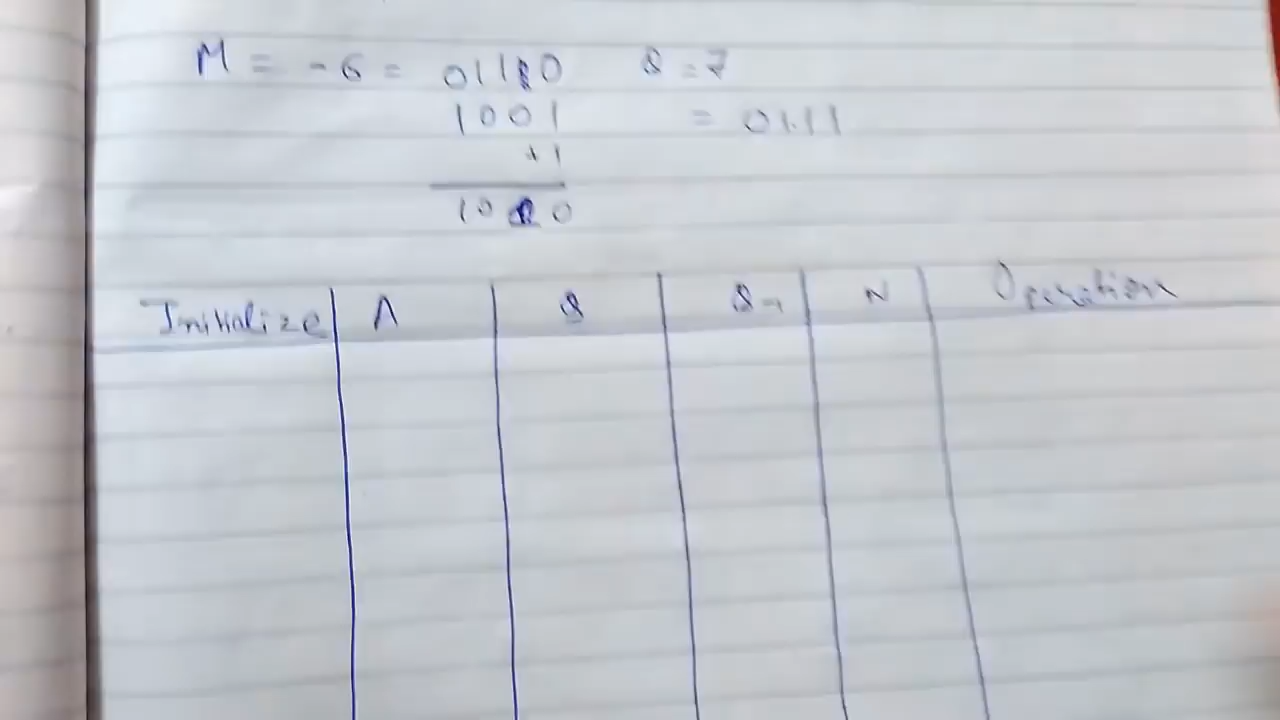 M = -6 = 0110 Q = 7
1001 = 0111
+1
1010
Initialize A Q Q-1 N Operation